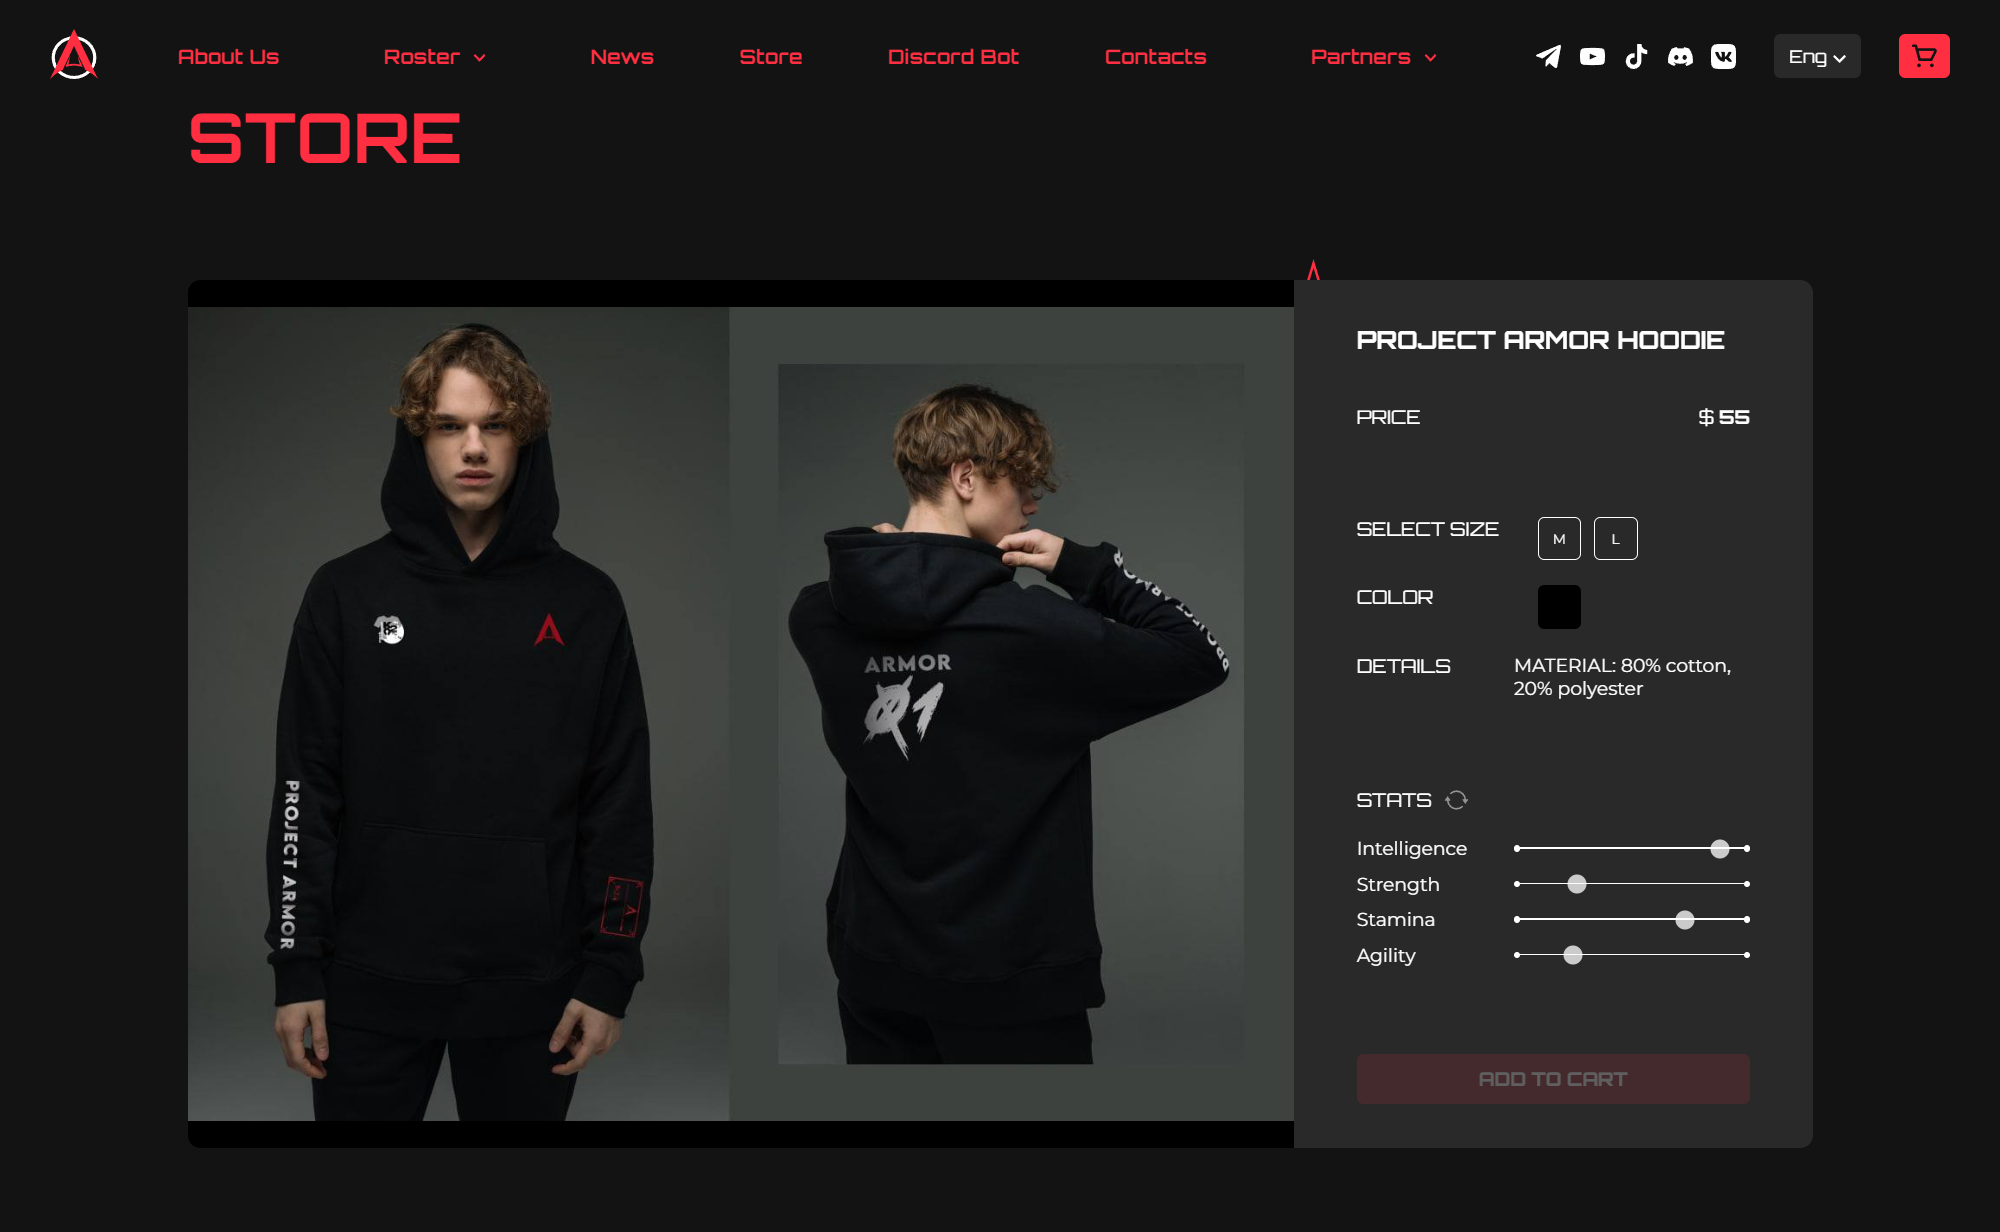 About Us
Roster
News
Store
Discord Bot
Contacts
Partners
Eng
STORE
PROJECT ARMOR
ARMOR
01
PROJECT ARMOR HOODIE
PRICE
$ 55
SELECT SIZE
M
L
COLOR
DETAILS
MATERIAL: 80% cotton,
20% polyester
STATS
Intelligence
Strength
Stamina
Agility
ADD TO CART